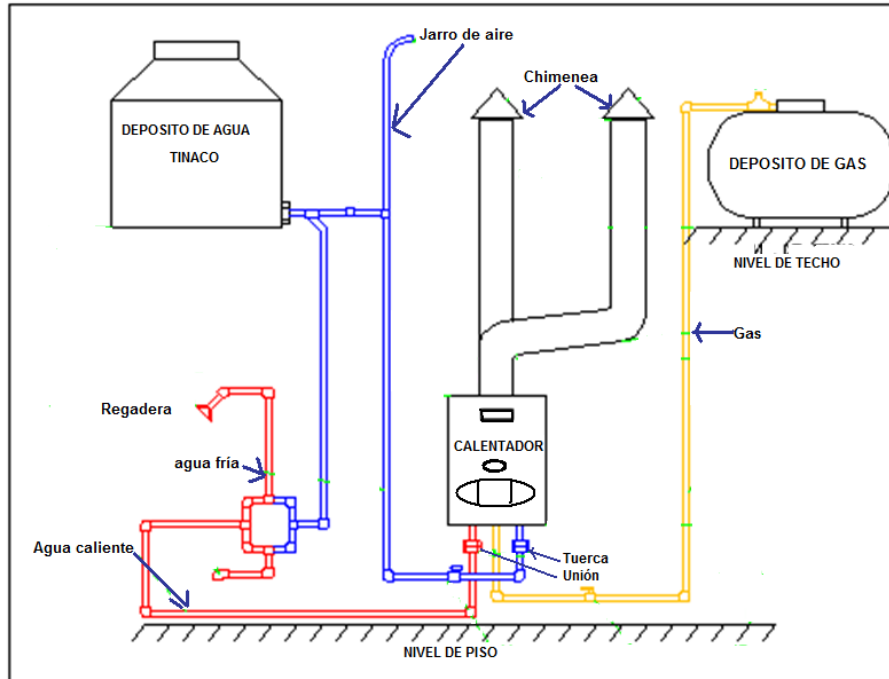 Jarro de aire
Chimenea
DEPOSITO DE AGUA
TINACO
DEPOSITO DE GAS
NIVEL DE TECHO
Gas
Regadera
CALENTADOR
agua fría
Agua caliente
Tuerca
Unión
NIVEL DE PISO